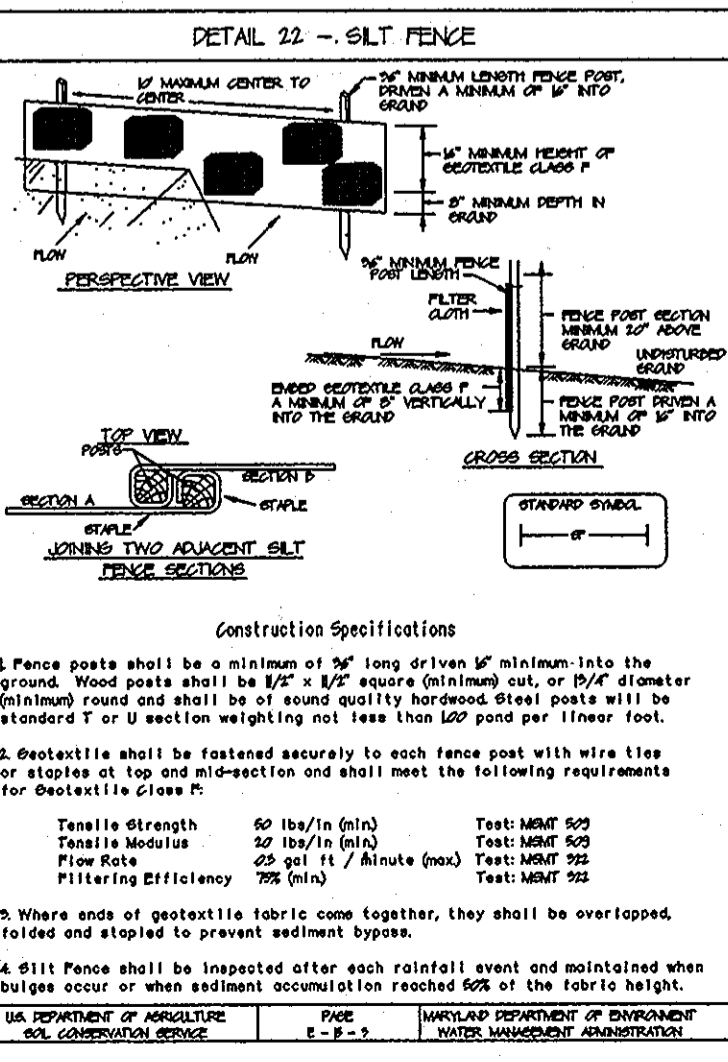 DETAIL 22 - SILT FENCE
10' MAXIMUM CENTER TO
CENTER
36" MINIMUM LENGTH FENCE POST,
DRIVEN A MINIMUM OF 16" INTO
GROUND
16" MINIMUM HEIGHT OF
GEOTEXTILE CLASS F
8" MINIMUM DEPTH IN
GROUND
FLOW
FLOW
PERSPECTIVE VIEW
36" MINIMUM FENCE
POST LENGTH
FILTER
CLOTH
FENCE POST SECTION
MINIMUM 20" ABOVE
GROUND
FLOW
UNDISTURBED
GROUND
EMBED GEOTEXTILE CLASS F
A MINIMUM OF 8" VERTICALLY
INTO THE GROUND
FENCE POST DRIVEN A
MINIMUM OF 16" INTO
THE GROUND
CROSS SECTION
TOP VIEW
POSTS
SECTION B
SECTION A
STAPLE
STAPLE
JOINING TWO ADJACENT SILT
FENCE SECTIONS
STANDARD SYMBOL
SF
Construction Specifications
1. Fence posts shall be a minimum of 36" long driven 16" minimum into the
ground. Wood posts shall be 1 1/2" x 1 1/2" square (minimum) cut, or 1 3/4" diameter
(minimum) round and shall be of sound quality hardwood. Steel posts will be
standard T or U section weighting not less than 1.00 pond per linear foot.
2. Geotextile shall be fastened securely to each fence post with wire ties
or staples at top and mid-section and shall meet the following requirements
for Geotextile Class F:
Tensile Strength 50 lbs/in (min.) Test: MSMT 509
Tensile Modulus 20 lbs/in (min.) Test: MSMT 509
Flow Rate 0.3 gal ft / minute (max.) Test: MSMT 322
Filtering Efficiency 75% (min.) Test: MSMT 322
3. Where ends of geotextile fabric come together, they shall be overlapped,
folded and stapled to prevent sediment bypass.
4. Silt Fence shall be inspected after each rainfall event and maintained when
bulges occur or when sediment accumulation reached 50% of the fabric height.
U.S. DEPARTMENT OF AGRICULTURE
SOIL CONSERVATION SERVICE
PAGE
E - 15 - 3
MARYLAND DEPARTMENT OF ENVIRONMENT
WATER MANAGEMENT ADMINISTRATION